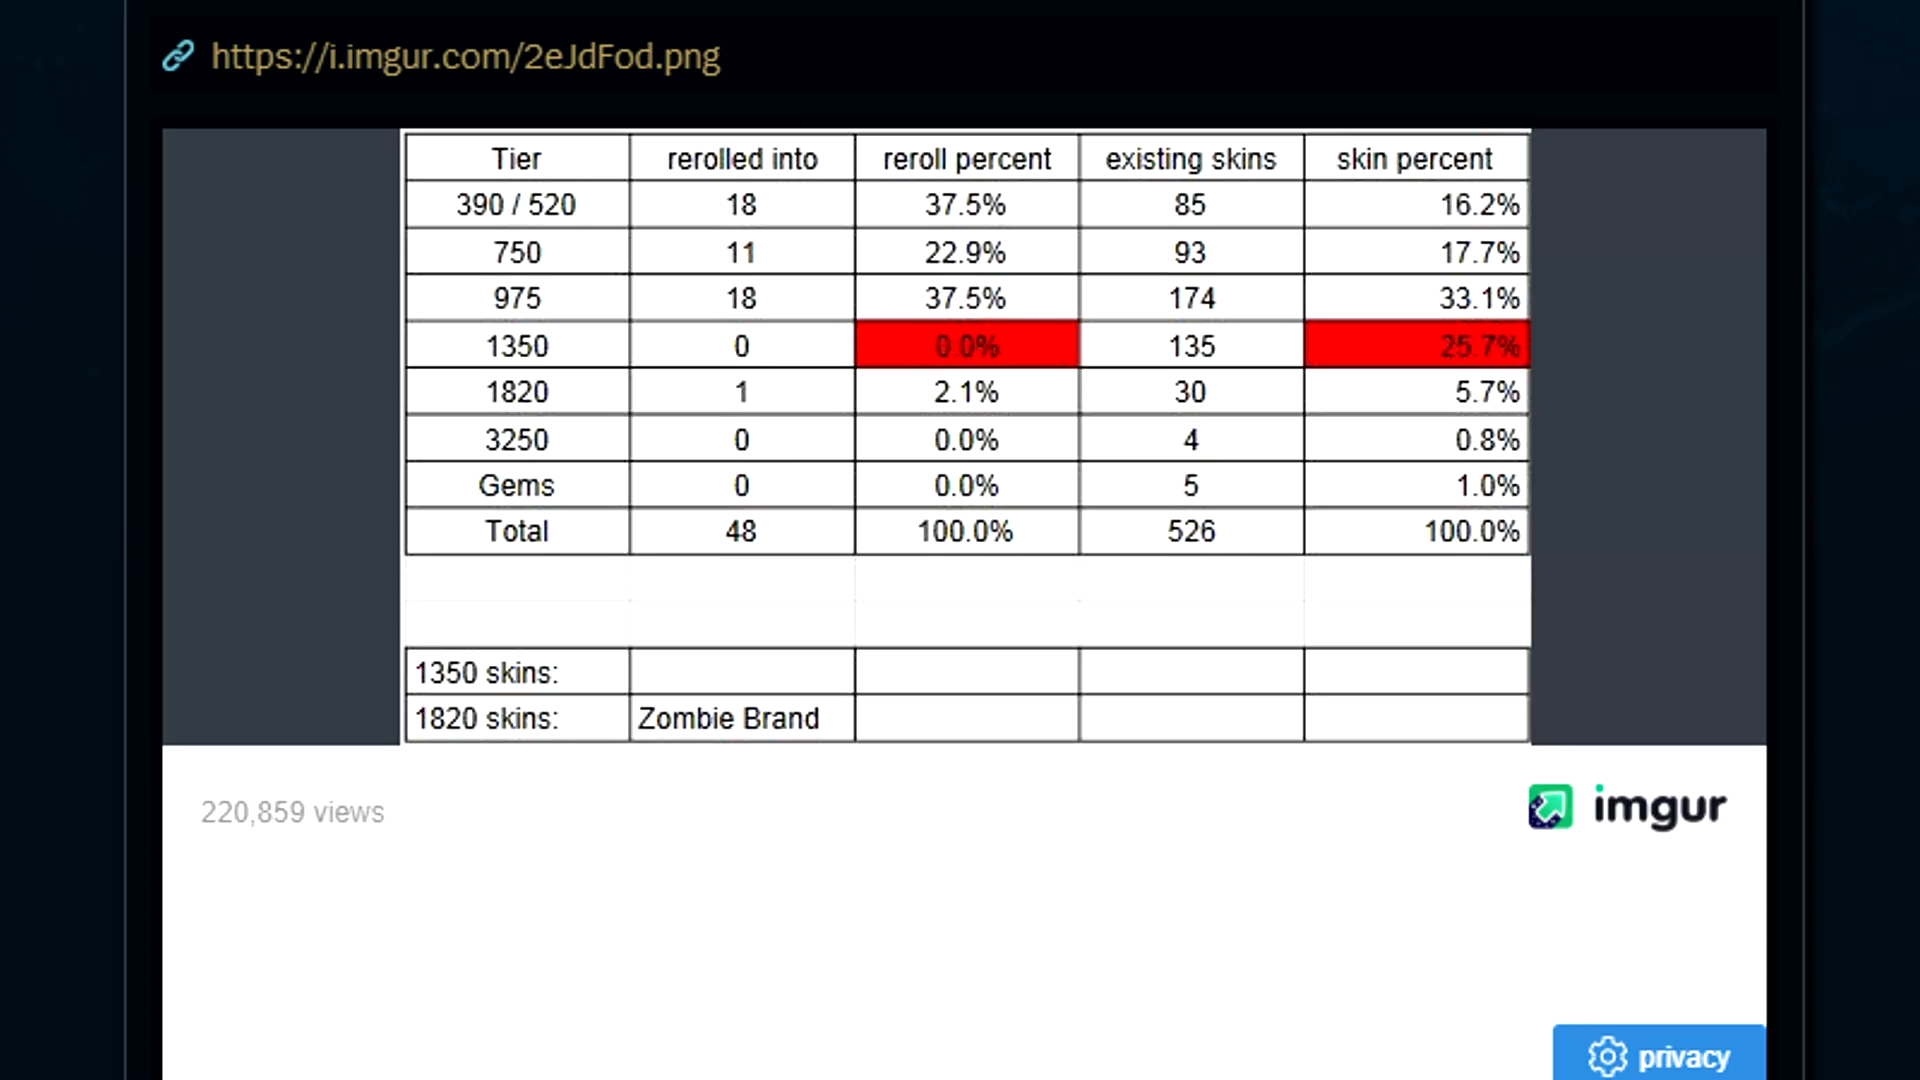 https://i.imgur.com/2eJdFod.png
Tier rerolled into reroll percent existing skins skin percent
390 / 520 18 37.5% 85 16.2%
750 11 22.9% 93 17.7%
975 18 37.5% 174 33.1%
1350 0 0.0% 135 25.7%
1820 1 2.1% 30 5.7%
3250 0 0.0% 4 0.8%
Gems 0 0.0% 5 1.0%
Total 48 100.0% 526 100.0%
1350 skins:
1820 skins: Zombie Brand
220,859 views
imgur
privacy